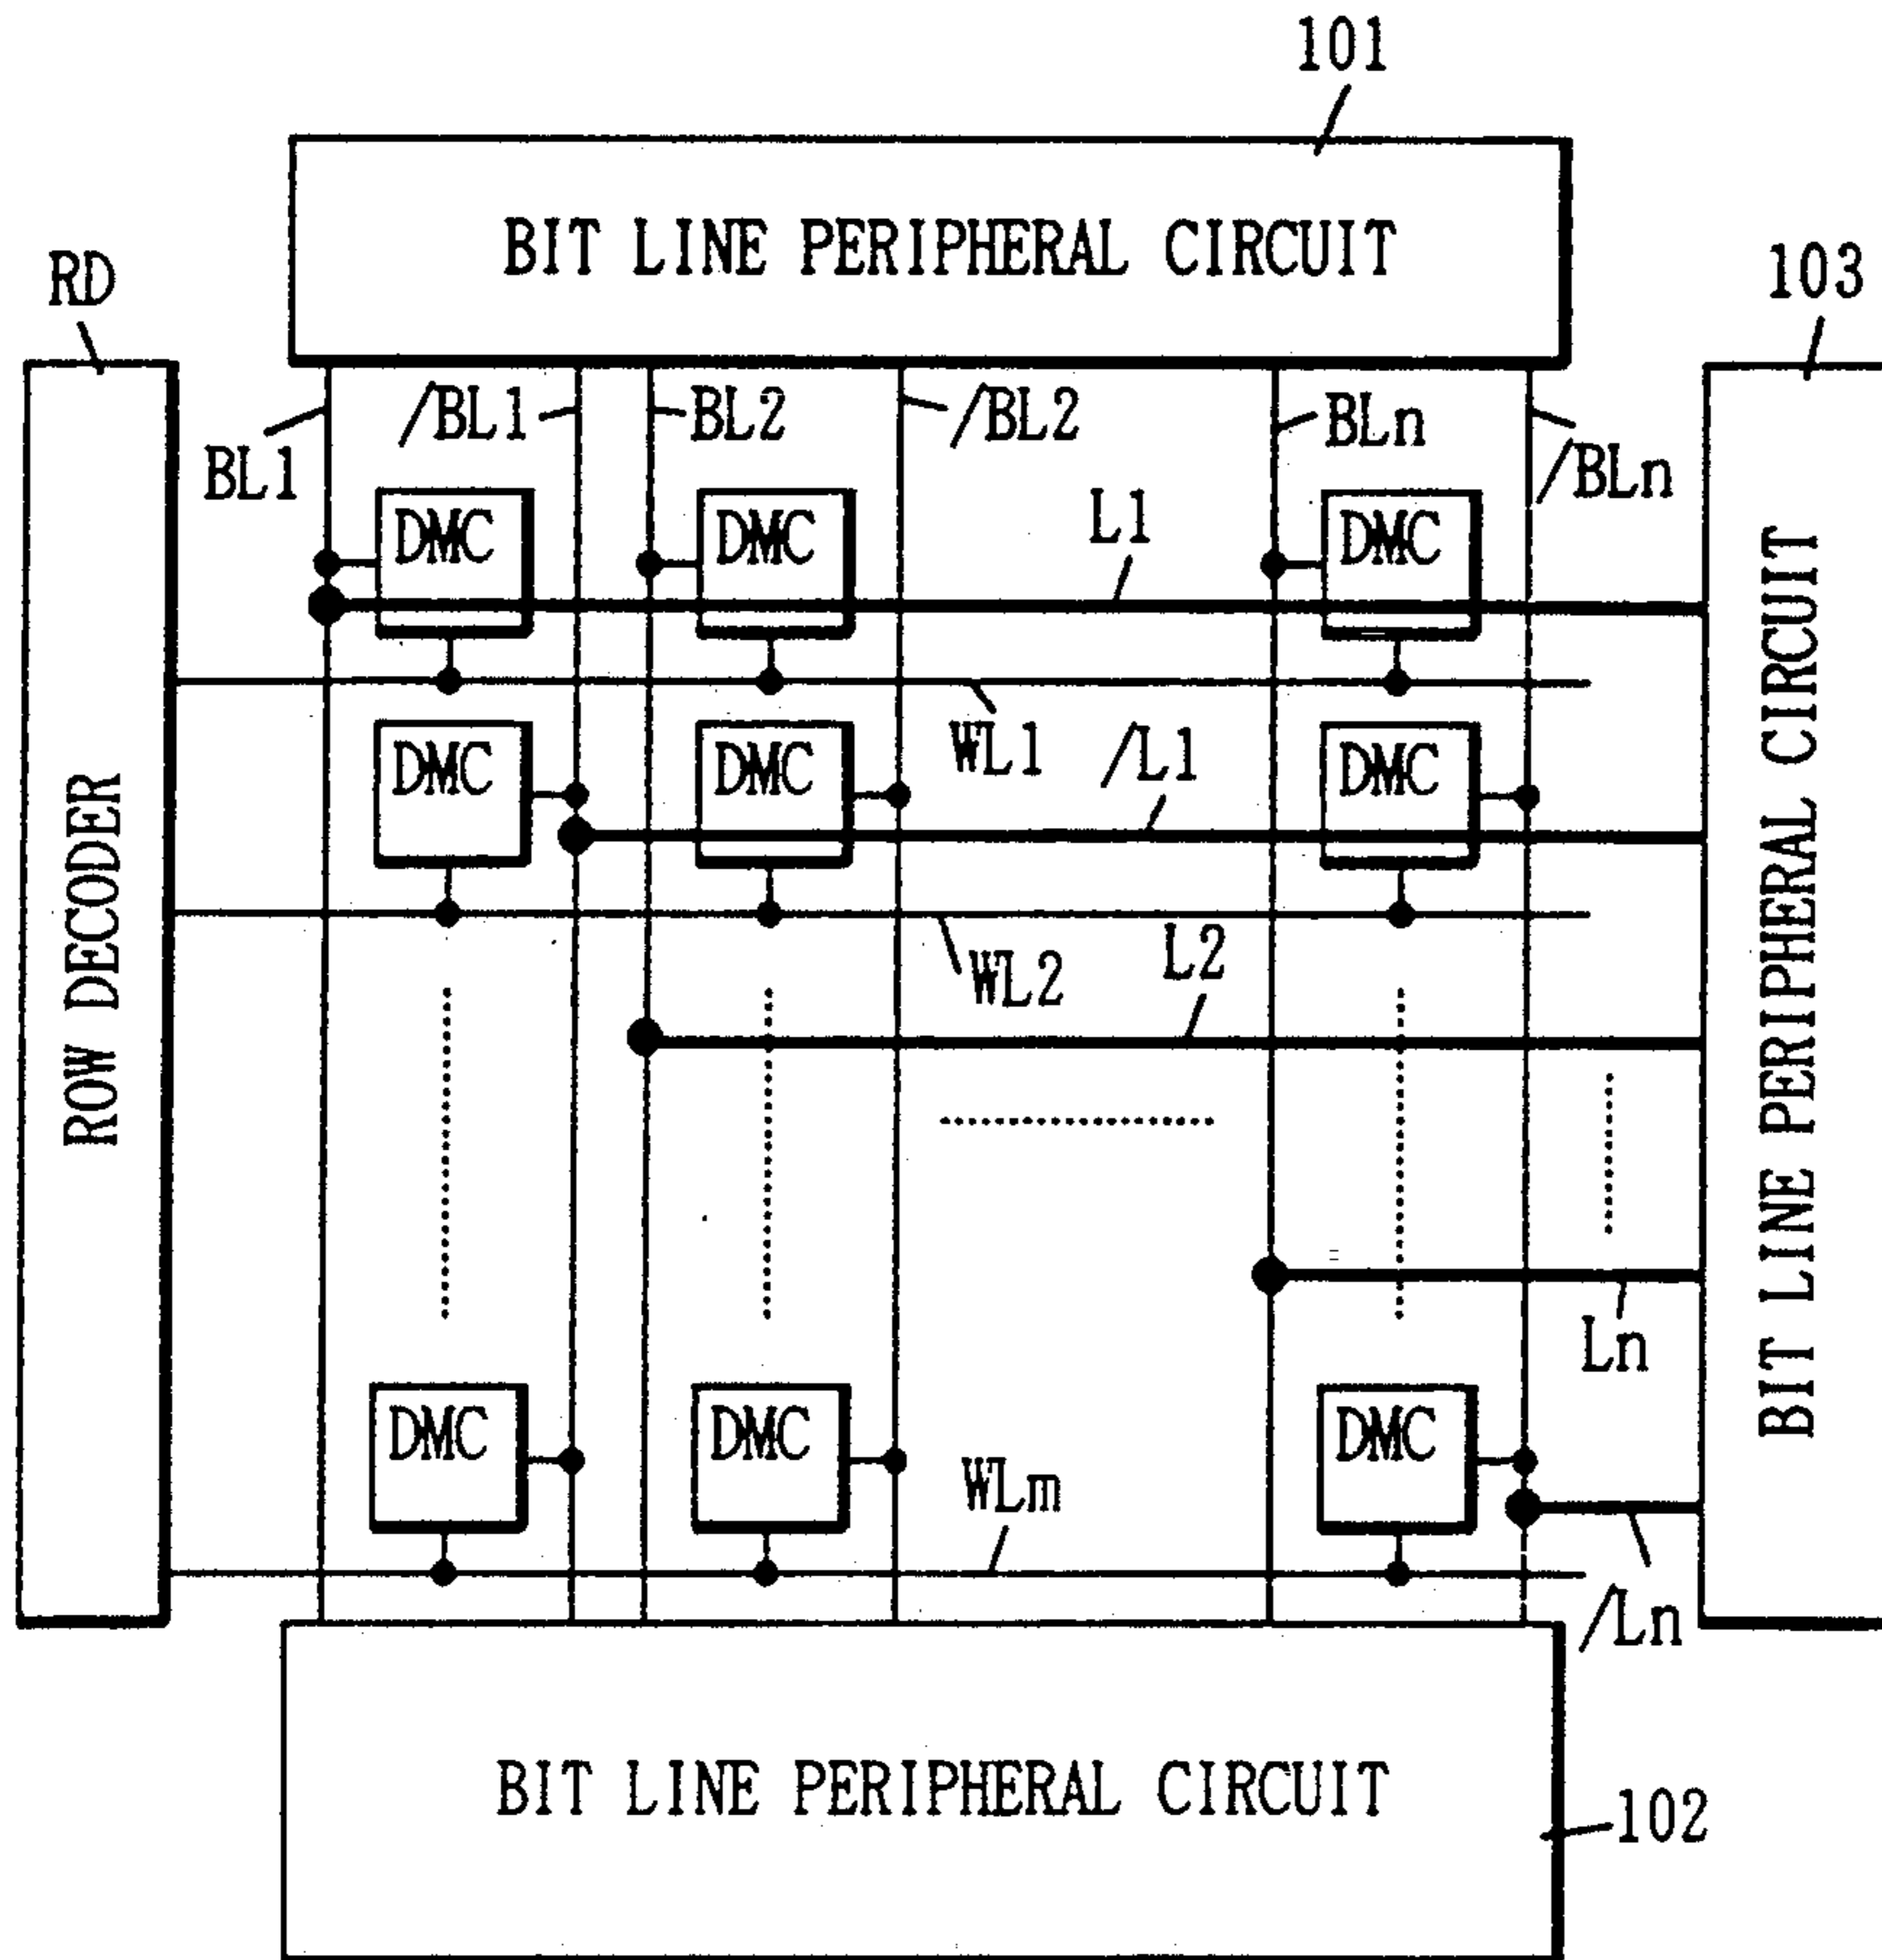 101
BIT LINE PERIPHERAL CIRCUIT
RD
103
/BL1
BL2
/BL2
BLn
BL1
/BLn
DMC
DMC
DMC
L1
WL1
/L1
DMC
DMC
DMC
WL2
L2
ROW DECODER
BIT LINE PERIPHERAL CIRCUIT
Ln
DMC
DMC
DMC
WLm
/Ln
BIT LINE PERIPHERAL CIRCUIT
102